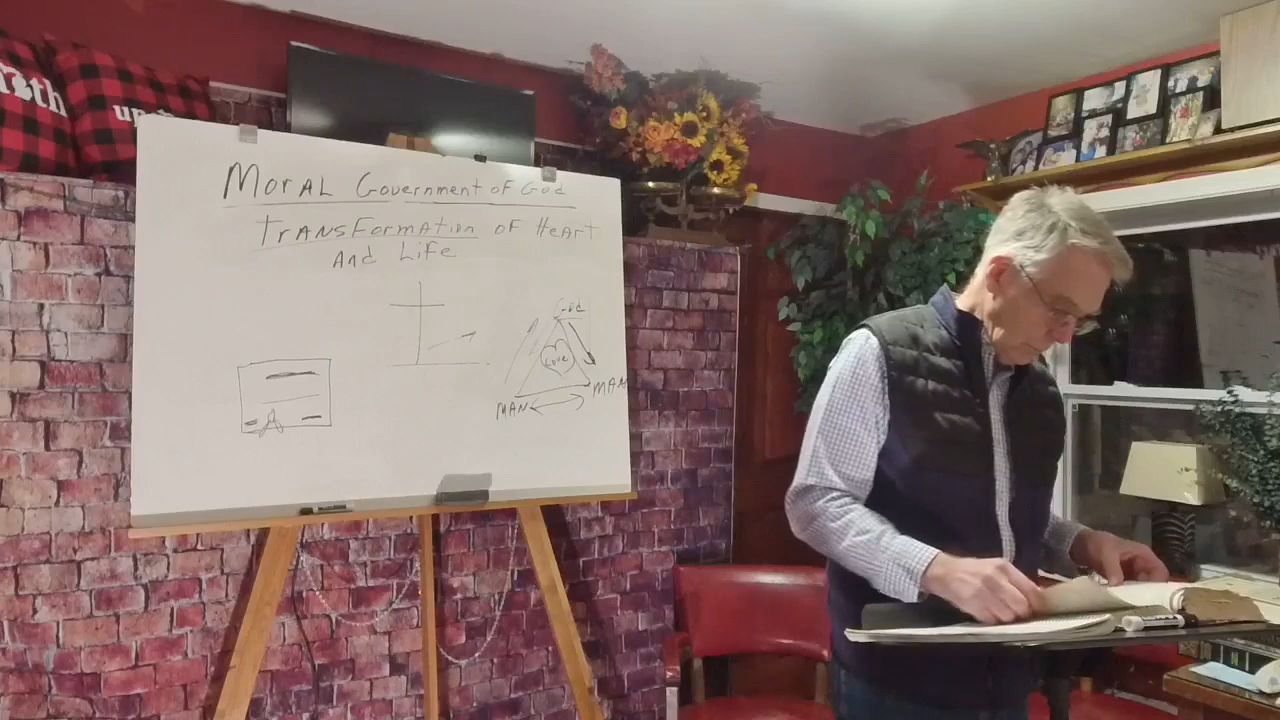 Moral Government of God
Transformation of Heart
And Life
God
Love
MAN
MAN